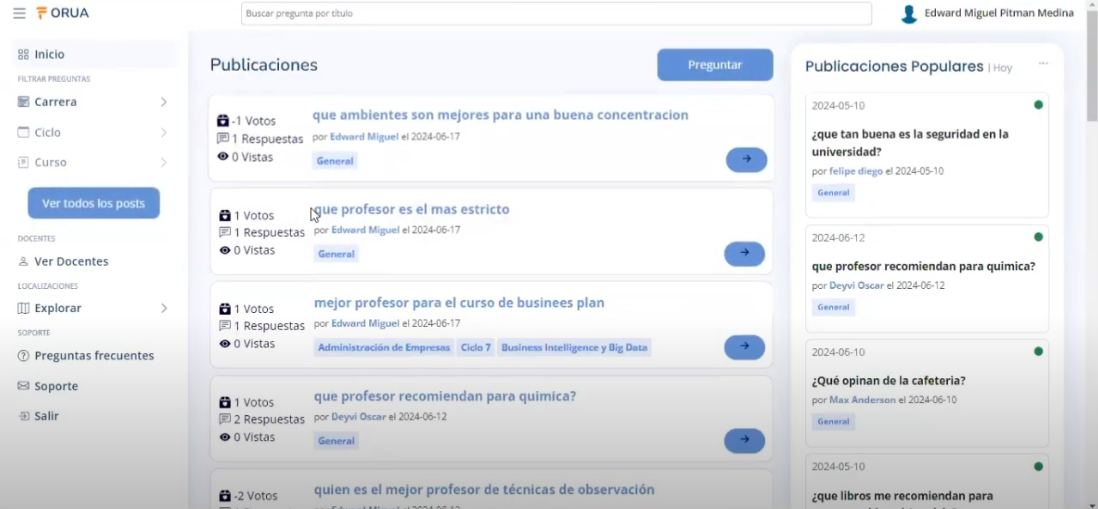 FORUA
Buscar pregunta por título
Edward Miguel Pitman Medina
Inicio
FILTRAR PREGUNTAS
Carrera
Ciclo
Curso
Ver todos los posts
DOCENTES
Ver Docentes
LOCALIZACIONES
Explorar
SOPORTE
Preguntas frecuentes
Soporte
Salir
Publicaciones
Preguntar
que ambientes son mejores para una buena concentracion
-1 Votos
1 Respuestas
0 Vistas
por Edward Miguel el 2024-06-17
General
que profesor es el mas estricto
1 Votos
1 Respuestas
0 Vistas
por Edward Miguel el 2024-06-17
General
mejor profesor para el curso de businees plan
1 Votos
1 Respuestas
0 Vistas
por Edward Miguel el 2024-06-17
Administración de Empresas Ciclo 7 Business Intelligence y Big Data
que profesor recomiendan para quimica?
1 Votos
2 Respuestas
0 Vistas
por Deyvi Oscar el 2024-06-12
General
quien es el mejor profesor de técnicas de observación
-2 Votos
Publicaciones Populares | Hoy
2024-05-10
¿que tan buena es la seguridad en la
universidad?
por felipe diego el 2024-05-10
General
2024-06-12
que profesor recomiendan para quimica?
por Deyvi Oscar el 2024-06-12
General
2024-06-10
¿Qué opinan de la cafeteria?
por Max Anderson el 2024-06-10
General
2024-05-10
¿que libros me recomiendan para